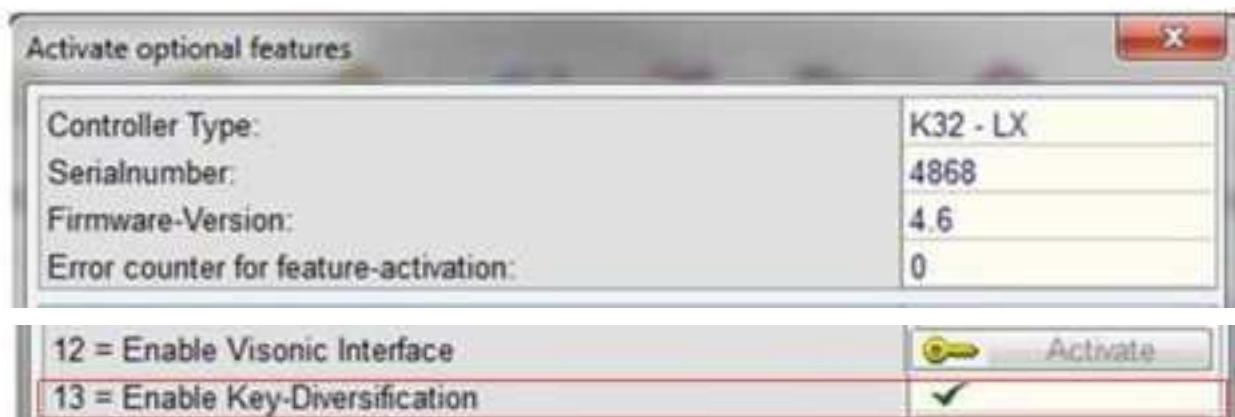 Activate optional features
Controller Type: K32 - LX
Serialnumber: 4868
Firmware-Version: 4.6
Error counter for feature-activation: 0
12 = Enable Visonic Interface Activate
13 = Enable Key-Diversification